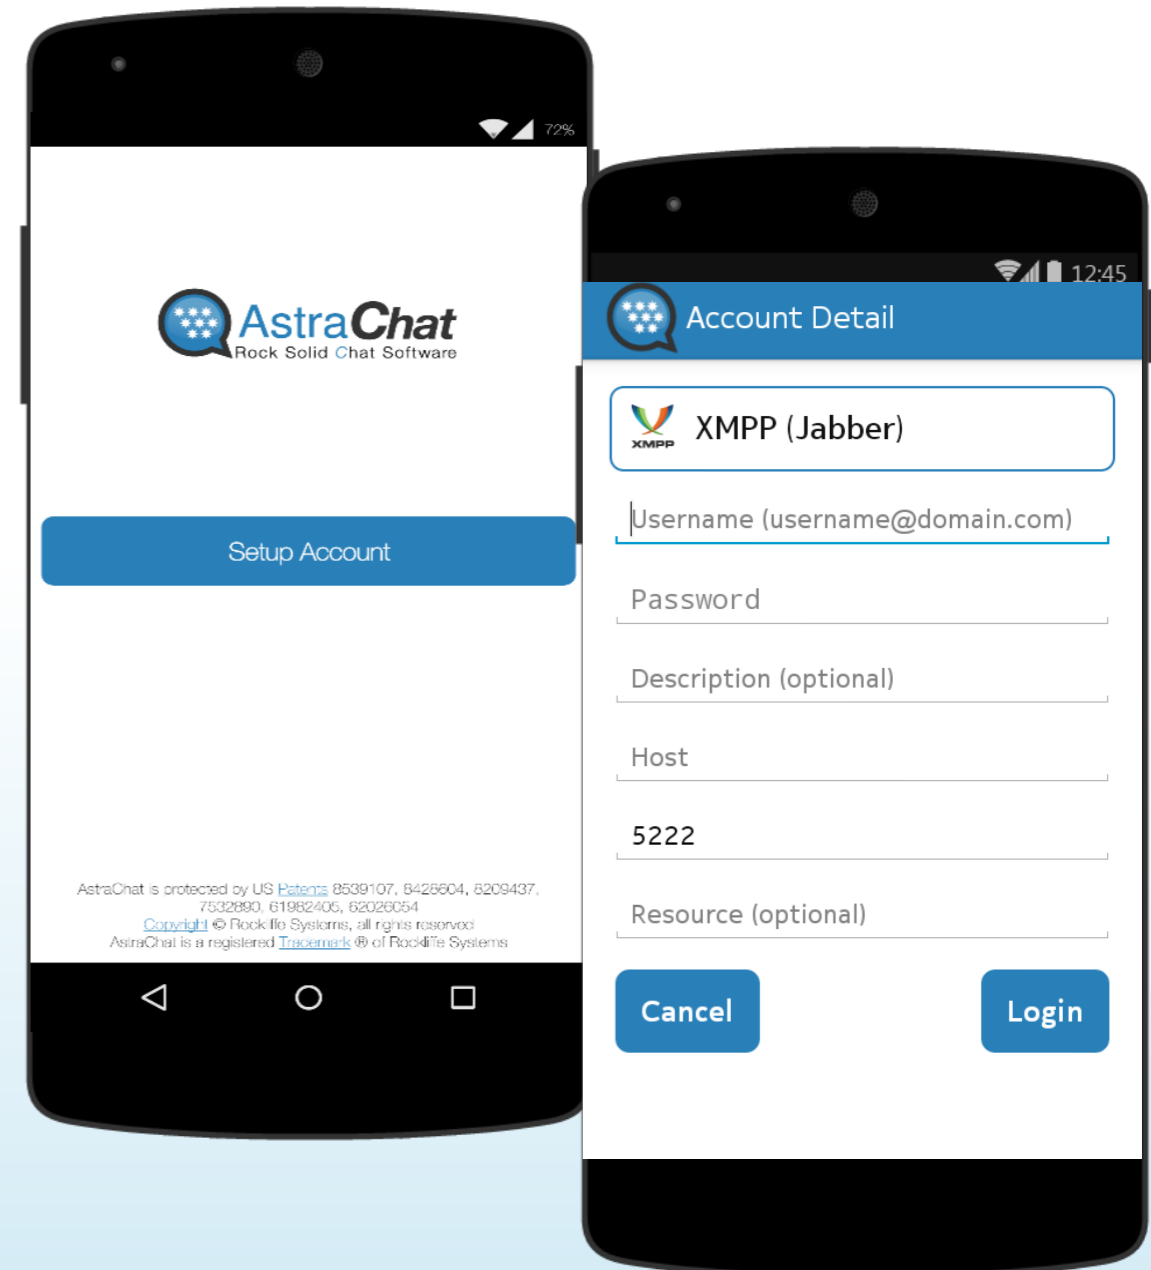 72%
AstraChat
Rock Solid Chat Software
Setup Account
AstraChat is protected by US Patents 8539107, 8428604, 8209437,
7532890, 61982405, 62026054
Copyright © Rockliffe Systems, all rights reserved
AstraChat is a registered Trademark ® of Rockliffe Systems
12:45
Account Detail
XMPP
XMPP (Jabber)
Username (username@domain.com)
Password
Description (optional)
Host
5222
Resource (optional)
Cancel
Login